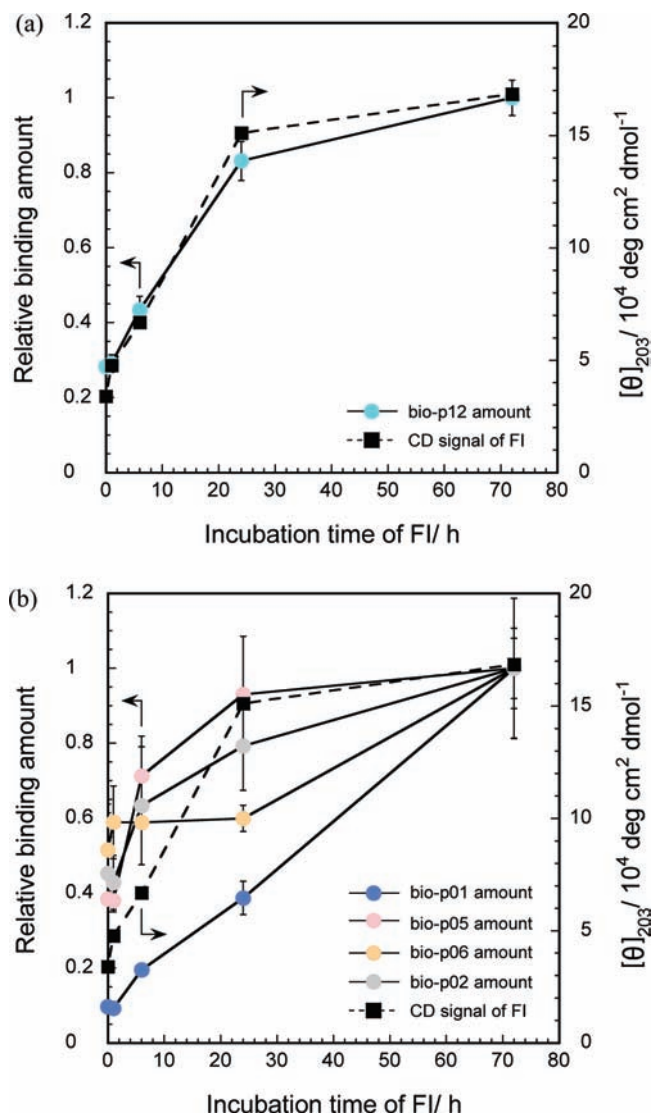 (a)
1.2
1
0.8
0.6
0.4
0.2
0
Relative binding amount
20
15
10
5
0
[θ]203/ 10⁴ deg cm² dmol⁻¹
bio-p12 amount
CD signal of FI
0 10 20 30 40 50 60 70 80
Incubation time of FI/ h
(b)
1.2
1
0.8
0.6
0.4
0.2
0
Relative binding amount
20
15
10
5
0
[θ]203/ 10⁴ deg cm² dmol⁻¹
bio-p01 amount
bio-p05 amount
bio-p06 amount
bio-p02 amount
CD signal of FI
0 10 20 30 40 50 60 70 80
Incubation time of FI/ h